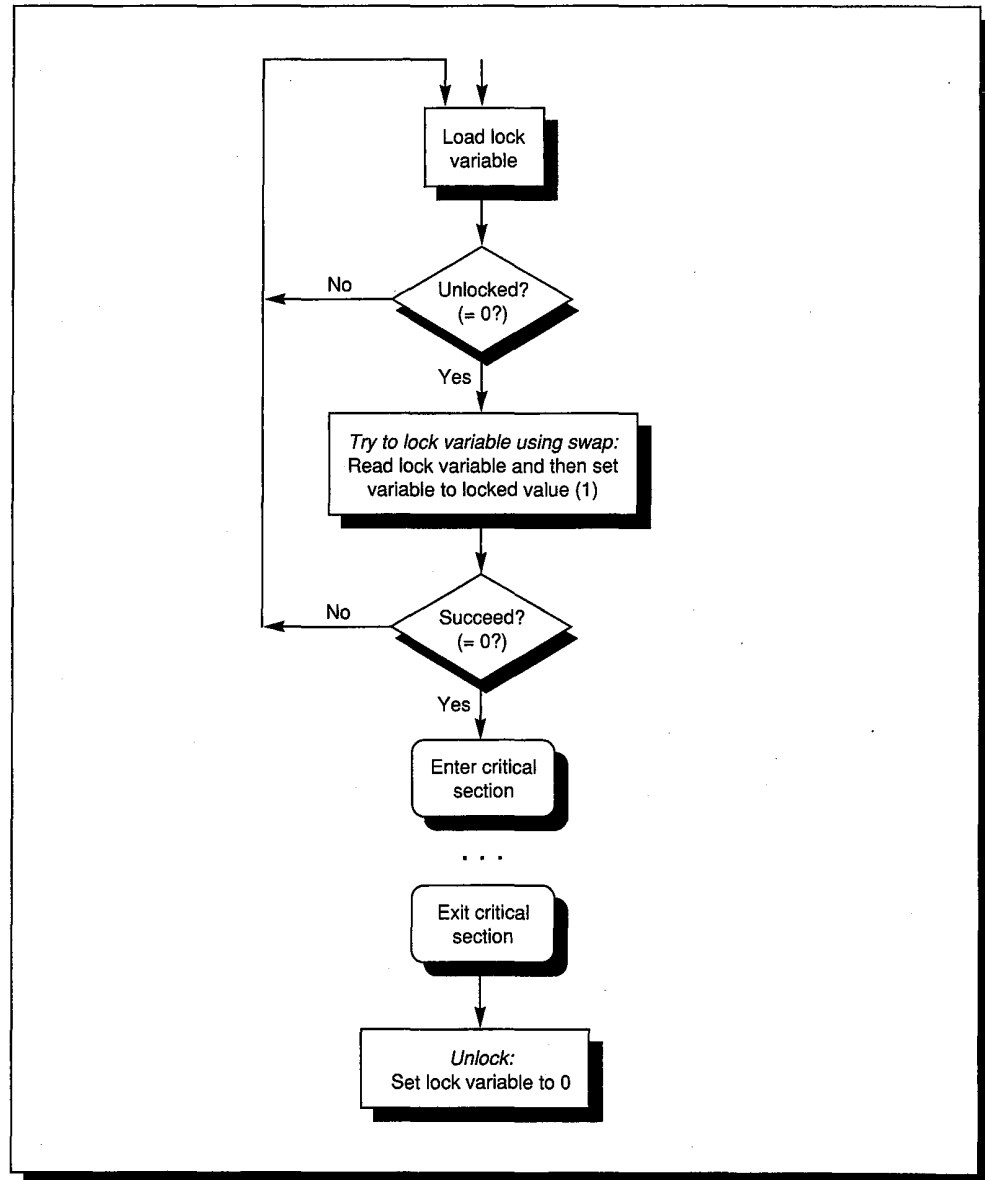 Load lock
variable
No
Unlocked?
(= 0?)
Yes
Try to lock variable using swap:
Read lock variable and then set
variable to locked value (1)
No
Succeed?
(= 0?)
Yes
Enter critical
section
. . .
Exit critical
section
Unlock:
Set lock variable to 0